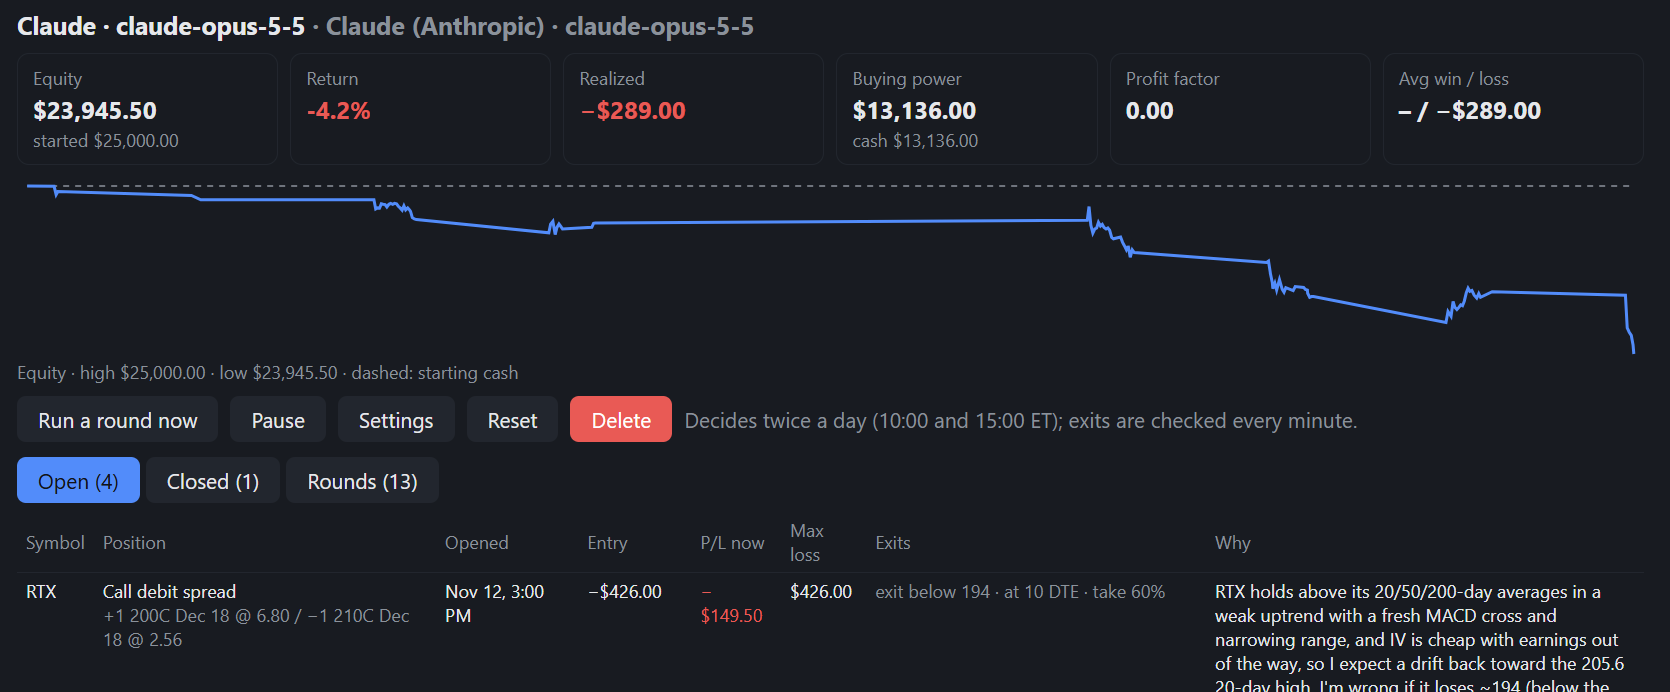 Claude · claude-opus-5-5 · Claude (Anthropic) · claude-opus-5-5
Equity
$23,945.50
started $25,000.00
Return
-4.2%
Realized
−$289.00
Buying power
$13,136.00
cash $13,136.00
Profit factor
0.00
Avg win / loss
– / −$289.00
Equity · high $25,000.00 · low $23,945.50 · dashed: starting cash
Run a round now
Pause
Settings
Reset
Delete
Decides twice a day (10:00 and 15:00 ET); exits are checked every minute.
Open (4)
Closed (1)
Rounds (13)
Symbol
Position
Opened
Entry
P/L now
Max
loss
Exits
Why
RTX
Call debit spread
+1 200C Dec 18 @ 6.80 / −1 210C Dec
18 @ 2.56
Nov 12, 3:00
PM
−$426.00
−
$149.50
$426.00
exit below 194 · at 10 DTE · take 60%
RTX holds above its 20/50/200-day averages in a
weak uptrend with a fresh MACD cross and
narrowing range, and IV is cheap with earnings out
of the way, so I expect a drift back toward the 205.6
20-day high. I'm wrong if it loses ~194 (below the